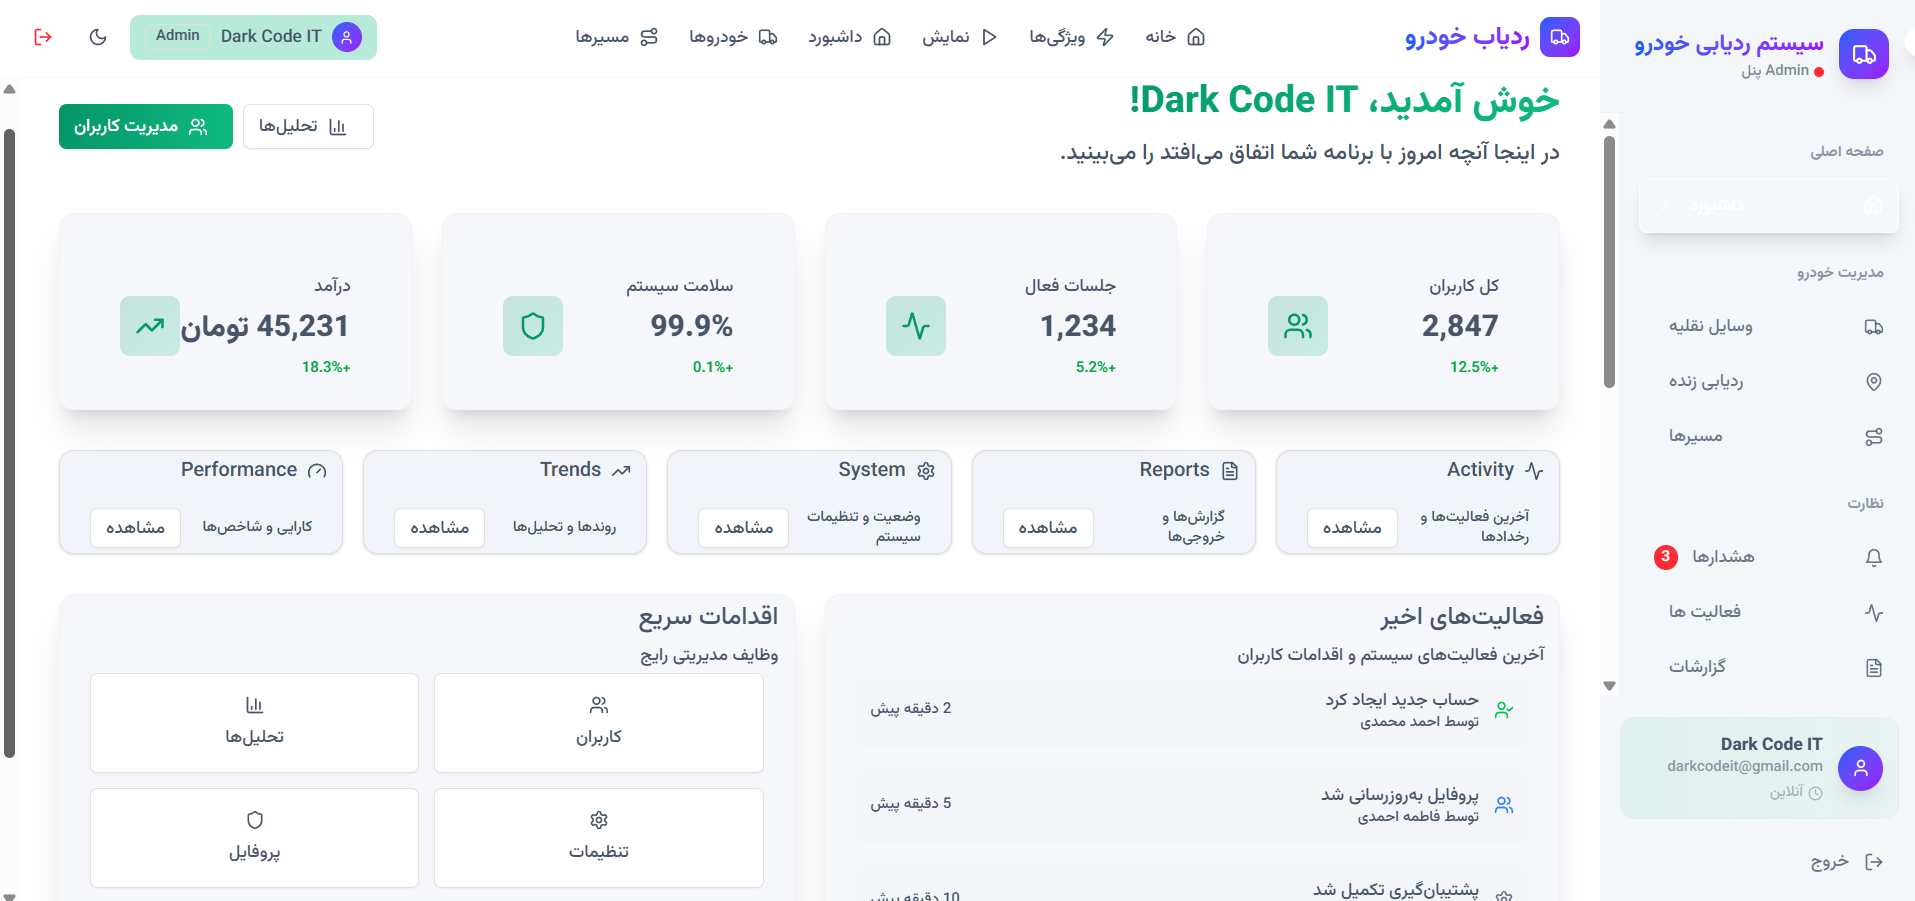 سیستم ردیابی خودرو
پنل Admin
صفحه اصلی
داشبورد
مدیریت خودرو
وسایل نقلیه
ردیابی زنده
مسیرها
نظارت
هشدارها
3
فعالیت ها
گزارشات
Dark Code IT
darkcodeit@gmail.com
آنلاین
خروج
ردیاب خودرو
خانه
ویژگی‌ها
نمایش
داشبورد
خودروها
مسیرها
Dark Code IT
Admin
خوش آمدید، Dark Code IT!
در اینجا آنچه امروز با برنامه شما اتفاق می‌افتد را می‌بینید.
تحلیل‌ها
مدیریت کاربران
کل کاربران
2,847
+12.5%
جلسات فعال
1,234
+5.2%
سلامت سیستم
99.9%
+0.1%
درآمد
45,231 تومان
+18.3%
Activity
آخرین فعالیت‌ها و
رخدادها
مشاهده
Reports
گزارش‌ها و
خروجی‌ها
مشاهده
System
وضعیت و تنظیمات
سیستم
مشاهده
Trends
روندها و تحلیل‌ها
مشاهده
Performance
کارایی و شاخص‌ها
مشاهده
فعالیت‌های اخیر
آخرین فعالیت‌های سیستم و اقدامات کاربران
حساب جدید ایجاد کرد
توسط احمد محمدی
2 دقیقه پیش
پروفایل به‌روزرسانی شد
توسط فاطمه احمدی
5 دقیقه پیش
پشتیبان‌گیری تکمیل شد
10 دقیقه پیش
اقدامات سریع
وظایف مدیریتی رایج
کاربران
تحلیل‌ها
تنظیمات
پروفایل